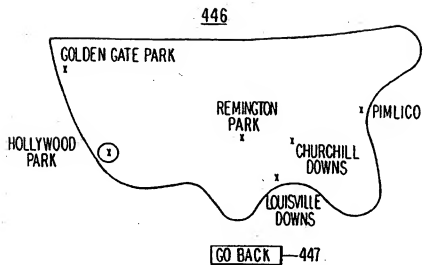 446
GOLDEN GATE PARK
x
REMINGTON
PARK
x
x
PIMLICO
HOLLYWOOD
PARK
x
x
CHURCHILL
DOWNS
x
LOUISVILLE
DOWNS
GO BACK
447